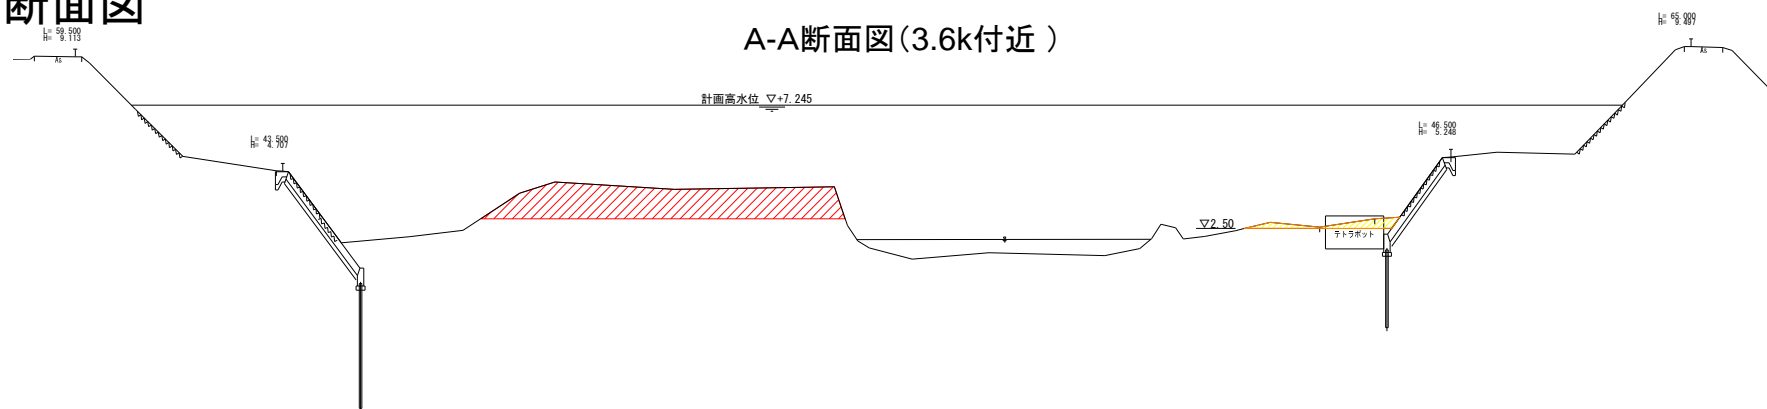 断面図
A-A断面図(3.6k付近 )
L= 59.500
H= 9.113
As
L= 65.000
H= 9.497
As
計画高水位 ▽+7.245
L= 43.500
H= 4.707
L= 46.500
H= 5.248
▽2.50
テトラポット